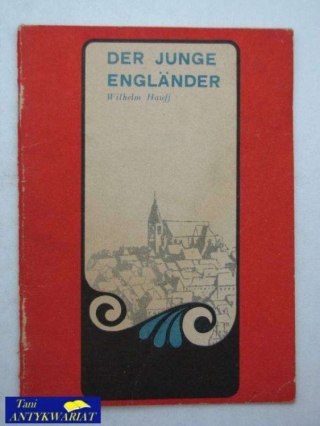 DER JUNGE
ENGLÄNDER
Wilhelm Hauff
Tani
ANTYKWARIAT